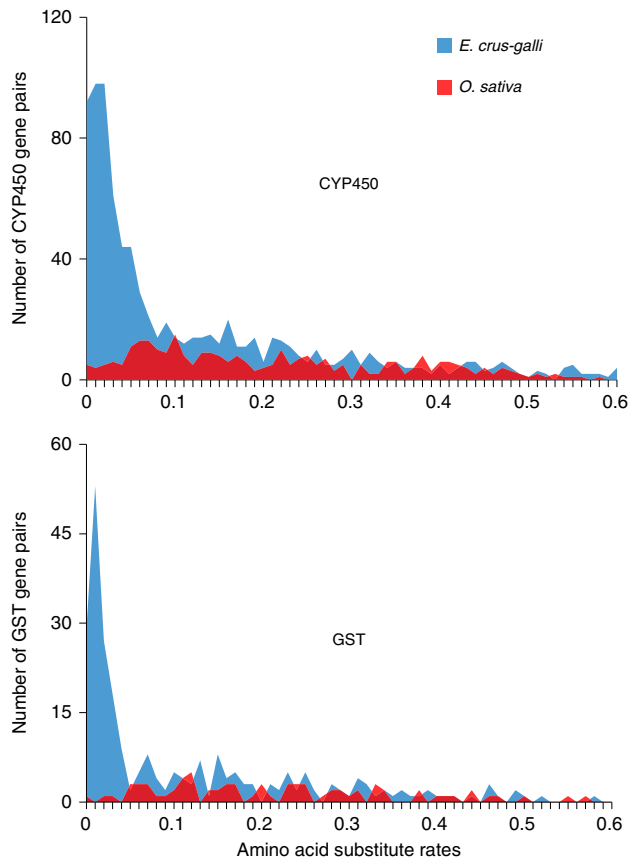 120
80
40
0
Number of CYP450 gene pairs
E. crus-galli
O. sativa
CYP450
0 0.1 0.2 0.3 0.4 0.5 0.6
60
45
30
15
0
Number of GST gene pairs
GST
0 0.1 0.2 0.3 0.4 0.5 0.6
Amino acid substitute rates